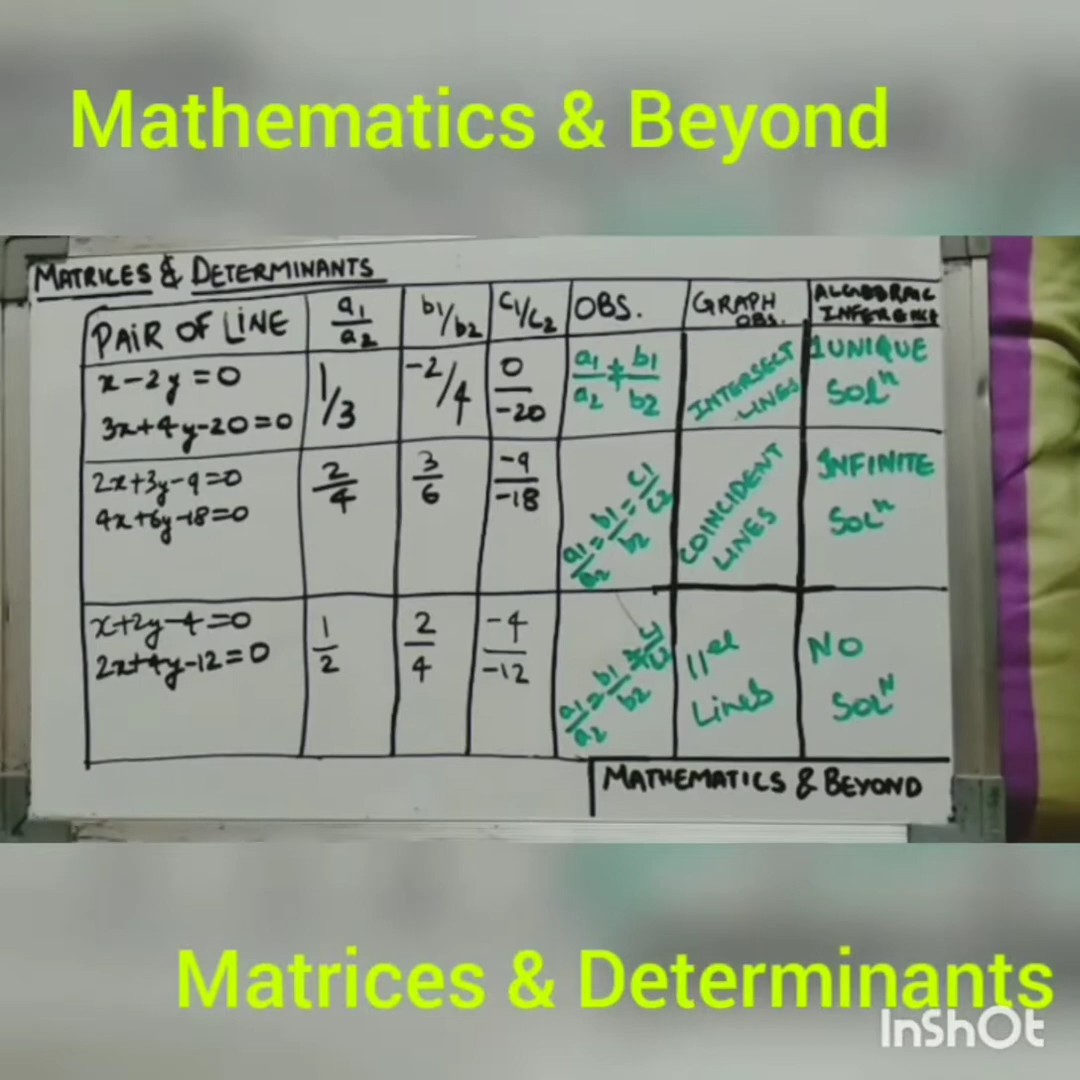 Mathematics & Beyond
MATRICES & DETERMINANTS
PAIR OF LINE a1/a2 b1/b2 C1/C2 OBS. GRAPH OBS. ALGEBRAIC INFERENCE
x-2y=0
3x+4y-20=0
1/3 -2/4 0/-20 a1/a2 ≠ b1/b2
INTERSECT
LINES
1 UNIQUE
SOLⁿ
2x+3y-9=0
4x+6y-18=0
2/4 3/6 -9/-18 a1/a2 = b1/b2 = C1/C2
COINCIDENT
LINES
INFINITE
SOLⁿ
x+2y-4=0
2x+4y-12=0
1/2 2/4 -4/-12 a1/a2 = b1/b2 ≠ C1/C2
11el
LINES
NO
SOLᴺ
MATHEMATICS & BEYOND
Matrices & Determinants
InShOt